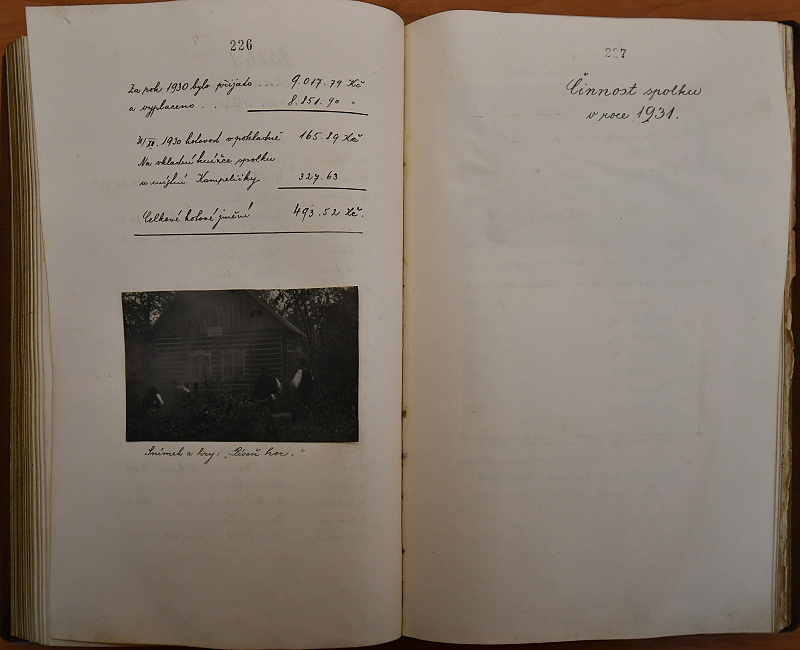 226
Za rok 1930 bylo přijato .... 9.017.79 Kč
a vyplaceno . . . 8.851.90 "
31/XII. 1930 hotovost v pokladně 165.89 Kč
Na vkladní knížce spolku
u místní Kampeličky 327.63
Celkové hotové jmění 493.52 Kč.
Snímek z hry: "Píseň hor."
227
Činnost spolku
v roce 1931.